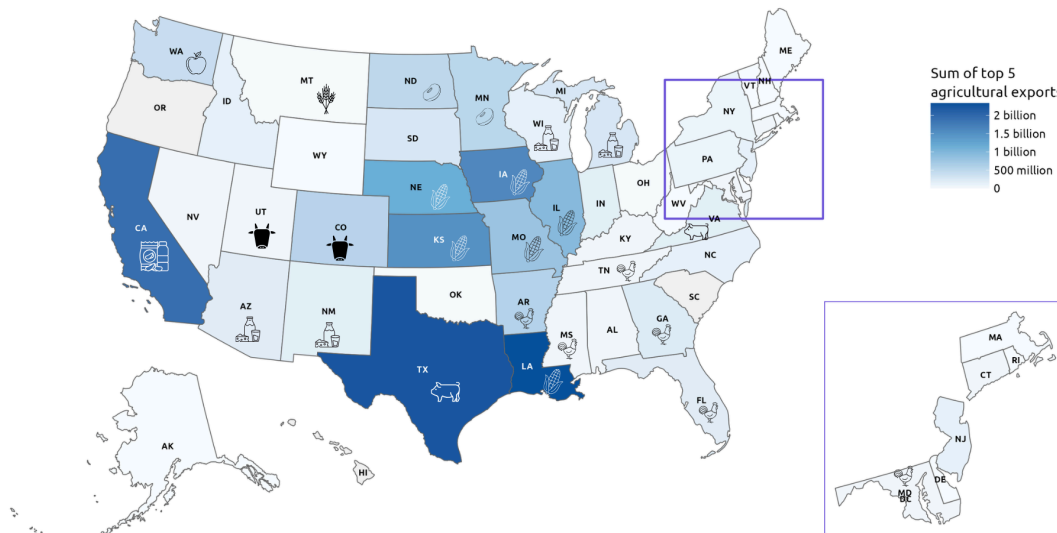 ME
WA
VT
NH
MT
ND
MN
MI
OR
ID
WI
NY
SD
WY
PA
IA
NE
OH
NV
UT
CO
IL
IN
WV
VA
CA
KS
MO
KY
NC
TN
AZ
NM
OK
AR
SC
MS
AL
GA
TX
LA
FL
AK
HI
Sum of top 5
agricultural exports
2 billion
1.5 billion
1 billion
500 million
0
MA
RI
CT
NJ
DE
MD
DC